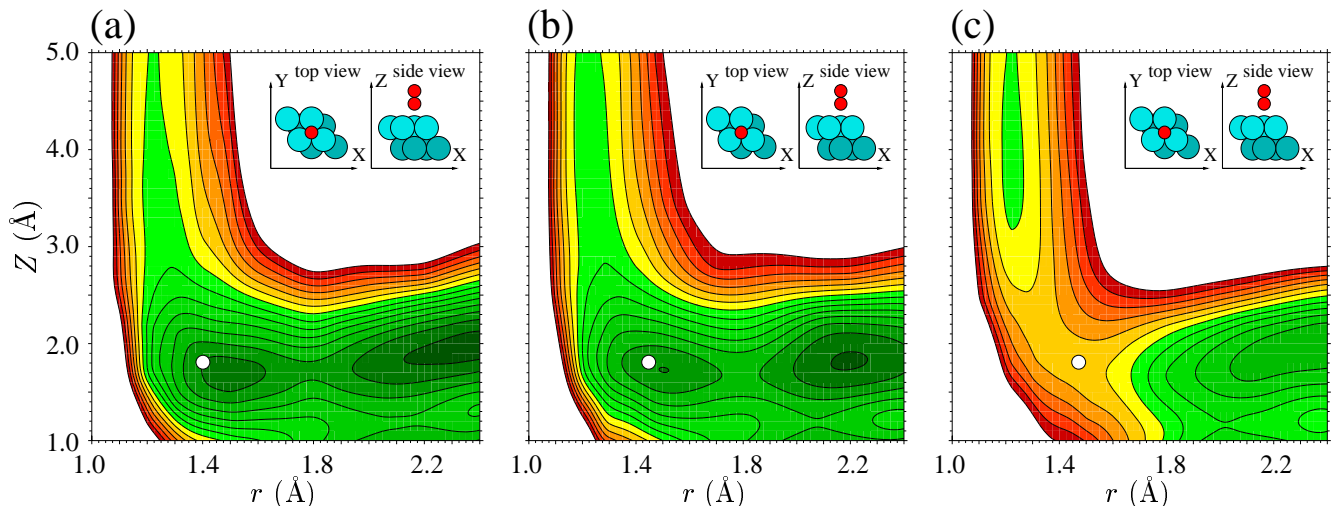 (a) (b) (c)
5.0
4.0
3.0
2.0
1.0
Z (Å)
Y top view Z side view
X X
Y top view Z side view
X X
Y top view Z side view
X X
1.0 1.4 1.8 2.2
1.0 1.4 1.8 2.2
1.0 1.4 1.8 2.2
r (Å) r (Å) r (Å)